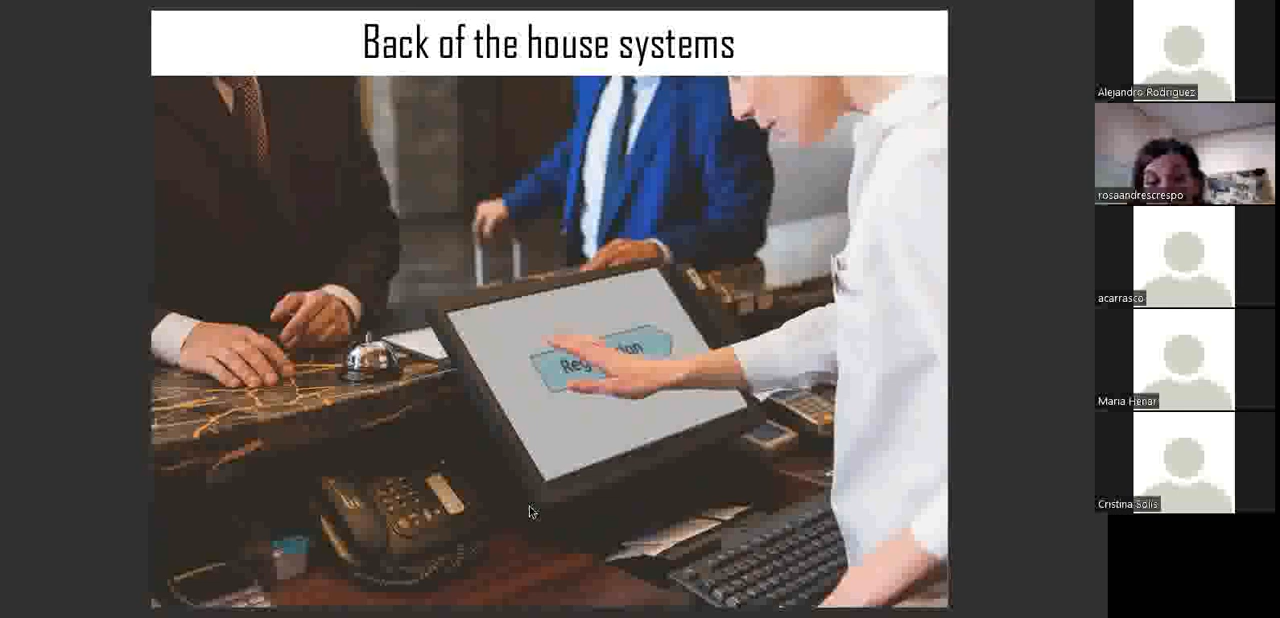 Back of the house systems
Alejandro Rodriguez
rosaandrescrespo
acarrasco
Maria Henar
Cristina Solis